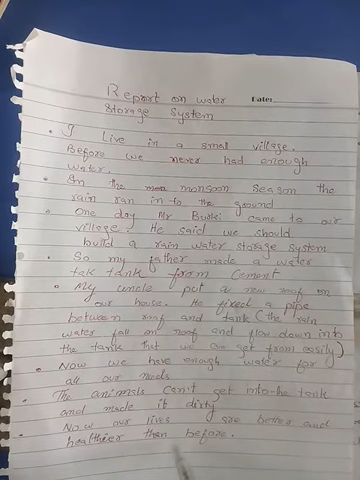 Report on water
Date:
Storage System
• I Live in a small village.
Before we never had enough
water.
• In the monsoon season the
rain ran in to the ground
• One day Mr Burki came to our
village. He said we should
build a rain water storage system
• So my father made a water
tank from Cement
• My uncle put a new roof on
our house. He fixed a pipe
between roof and tank (the rain
water fall on roof and flow down into
the tank that we can get from easily)
• Now we have enough water for
all our needs
• The animals can't get into the tank
and made it dirty
• Now our lives are better and
healthier then before.